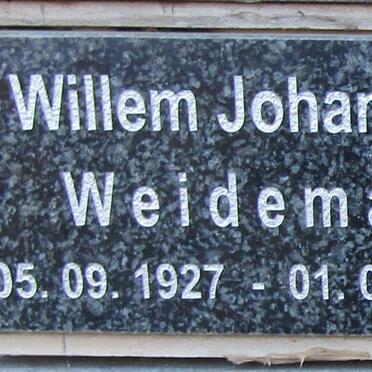 Willem Johan
Weidema
05. 09. 1927 - 01. 0